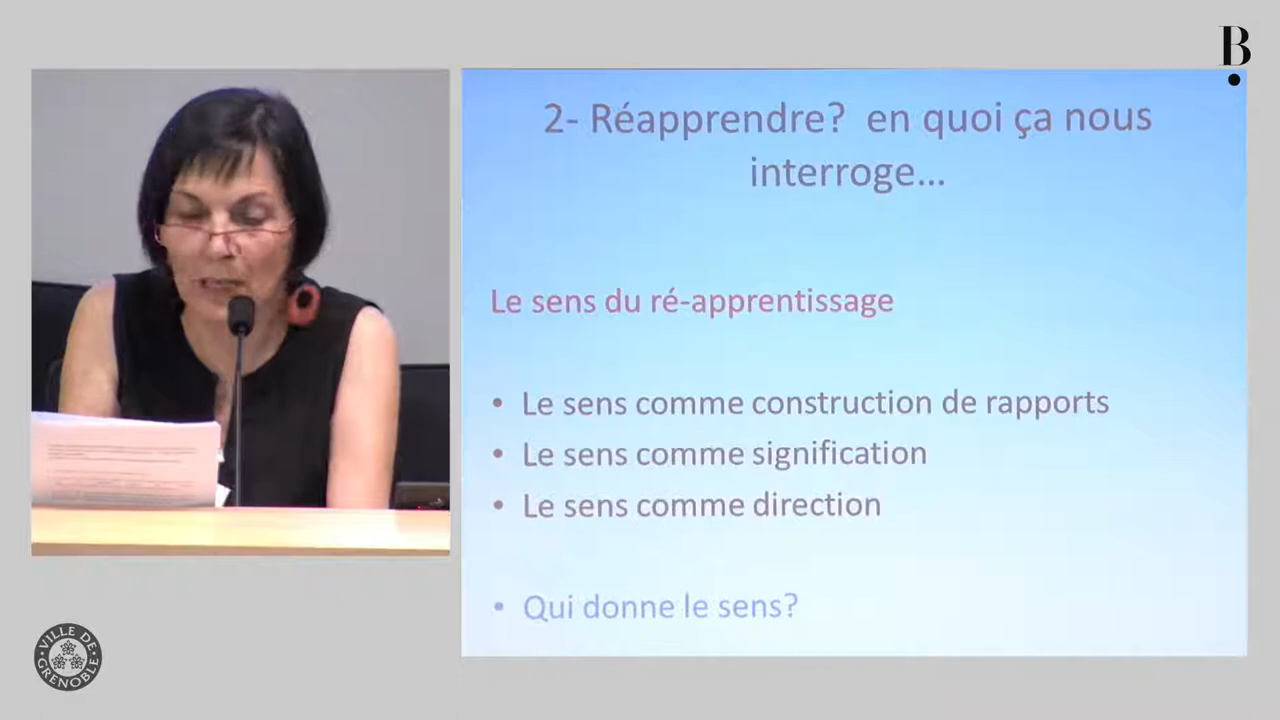 B
2- Réapprendre? en quoi ça nous
interroge...
Le sens du ré-apprentissage
• Le sens comme construction de rapports
• Le sens comme signification
• Le sens comme direction
• Qui donne le sens?
VILLE DE
GRENOBLE